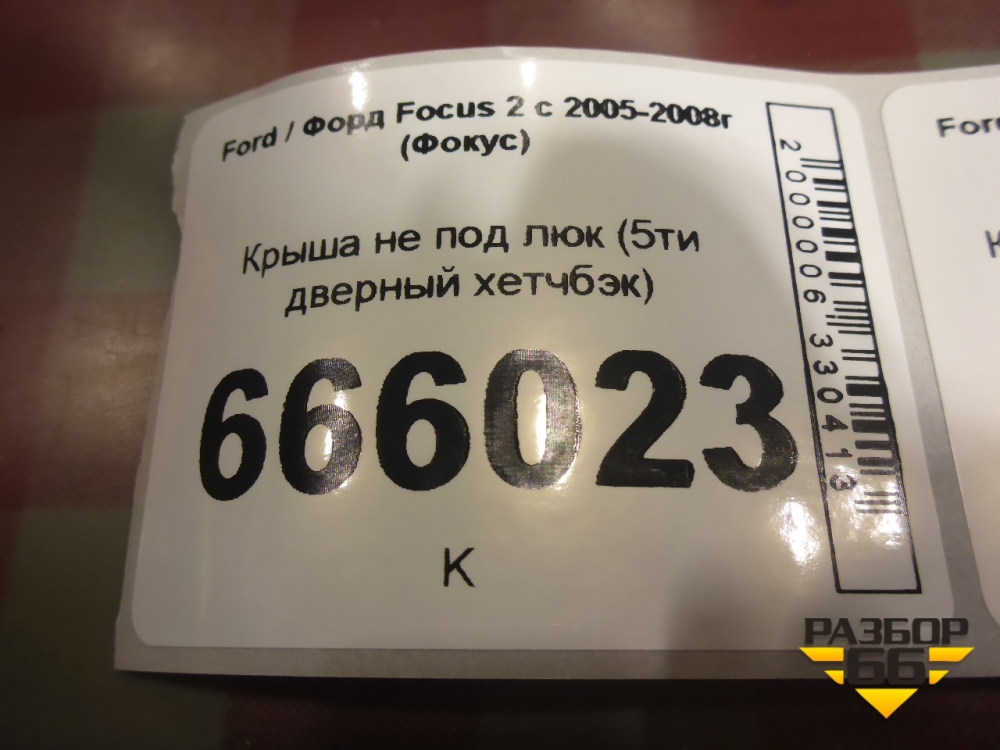 Ford / Форд Focus 2 с 2005-2008г
(Фокус)
Крыша не под люк (5ти
дверный хетчбэк)
666023
К
2000006330413
РАЗБОР
66